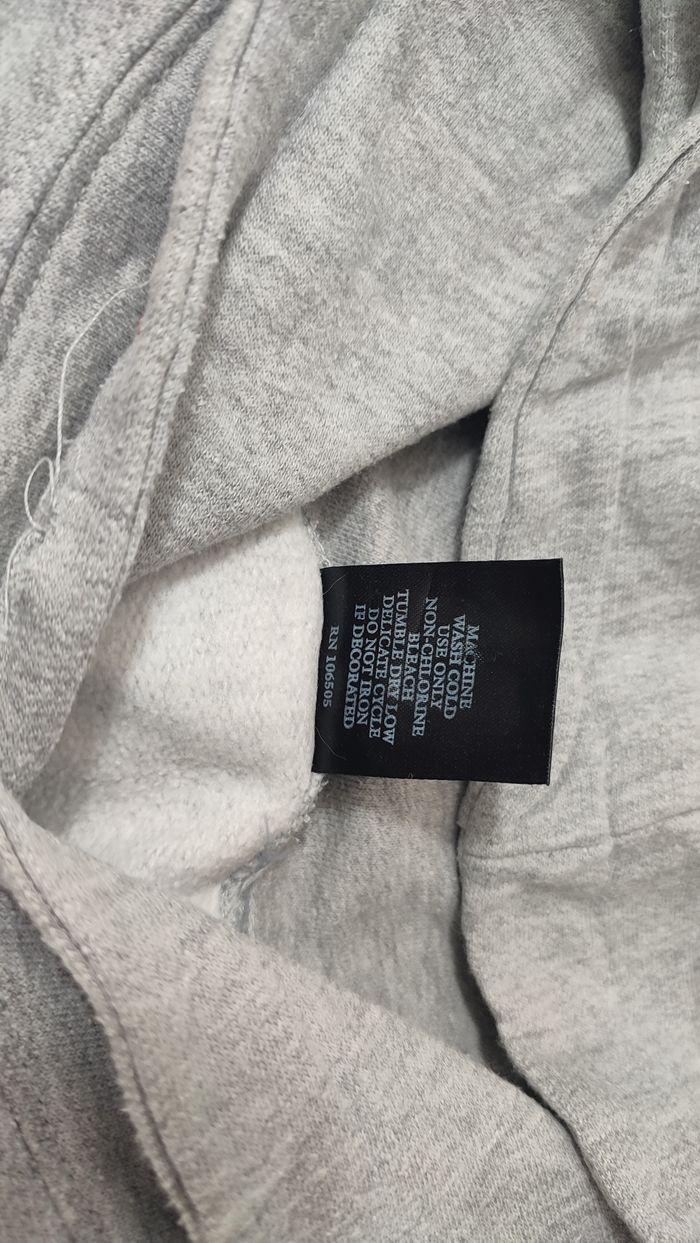 MACHINE
WASH COLD
USE ONLY
NON-CHLORINE
BLEACH
TUMBLE DRY LOW
DELICATE CYCLE
DO NOT IRON
IF DECORATED
RN 106505